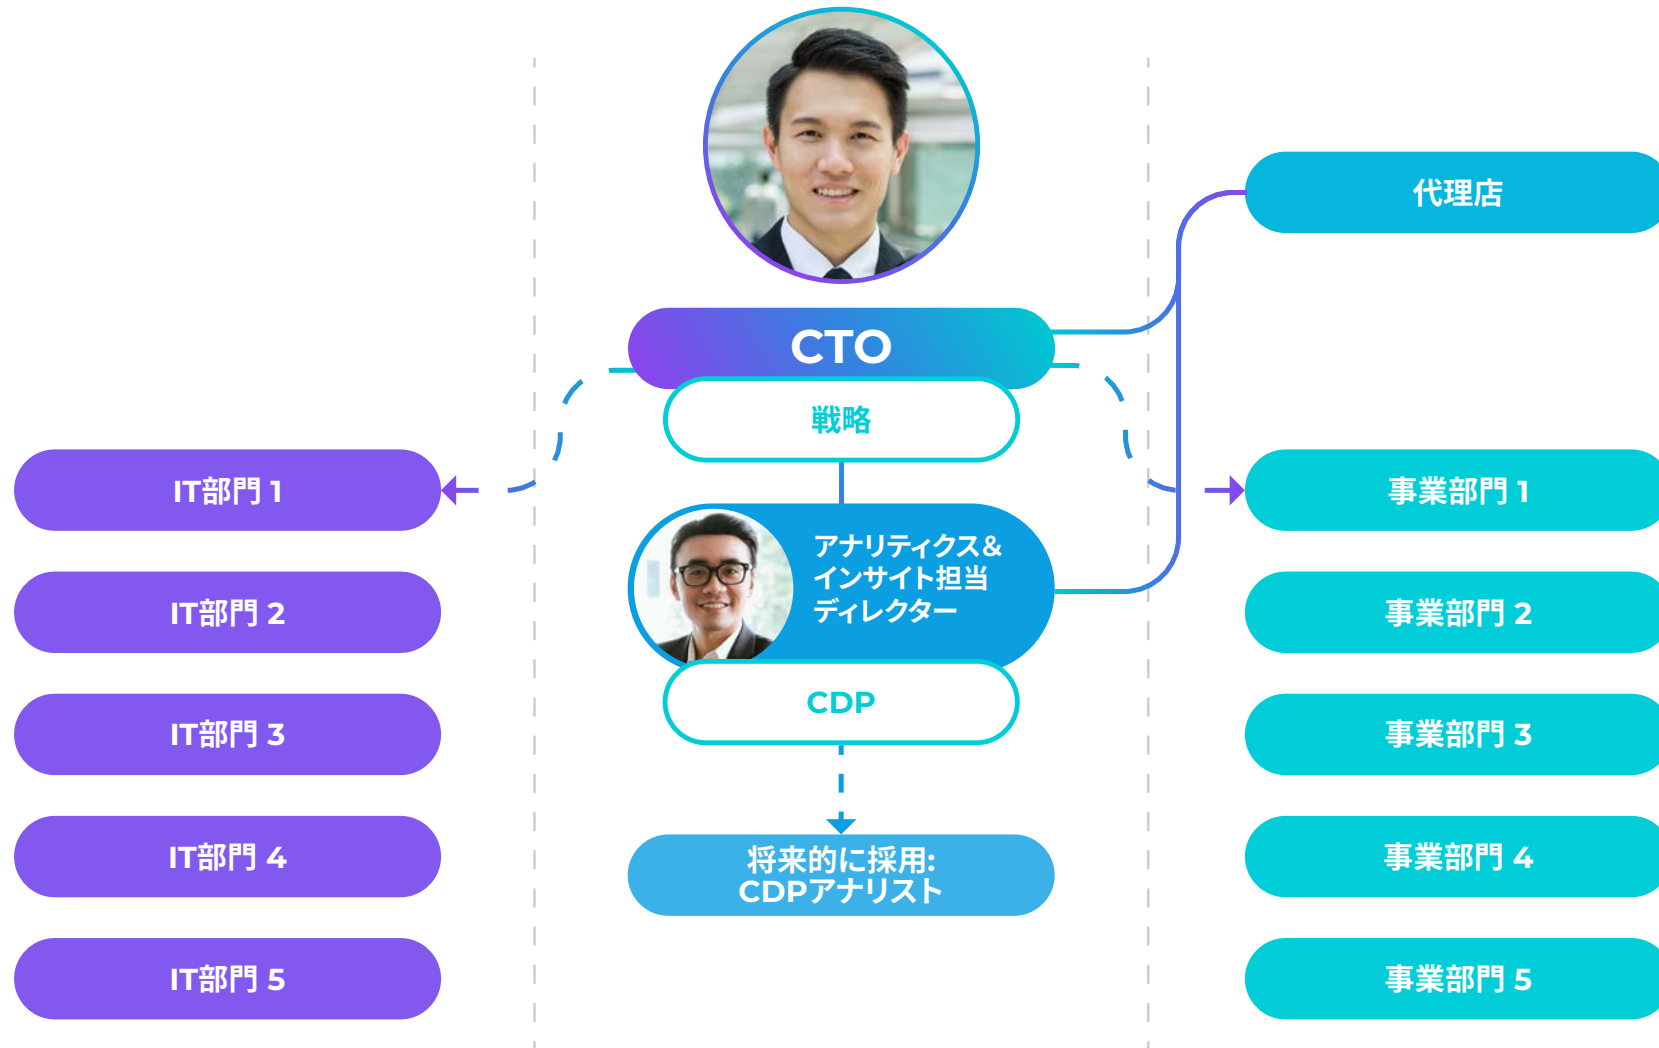 CTO
戦略
アナリティクス&
インサイト担当
ディレクター
CDP
将来的に採用:
CDPアナリスト
IT部門 1
IT部門 2
IT部門 3
IT部門 4
IT部門 5
代理店
事業部門 1
事業部門 2
事業部門 3
事業部門 4
事業部門 5